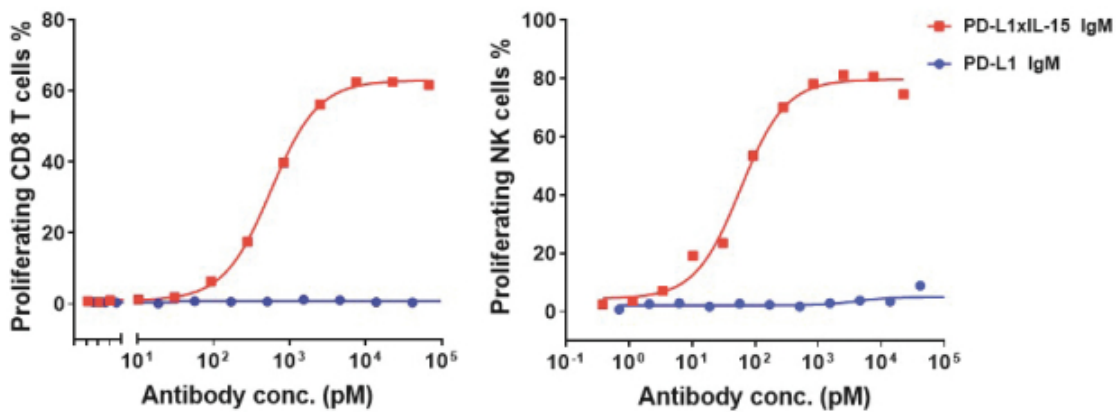 80
60
40
20
0
Proliferating CD8 T cells %
10¹ 10² 10³ 10⁴ 10⁵
Antibody conc. (pM)
100
80
60
40
20
0
Proliferating NK cells %
10⁻¹ 10⁰ 10¹ 10² 10³ 10⁴ 10⁵
Antibody conc. (pM)
PD-L1xIL-15 IgM
PD-L1 IgM